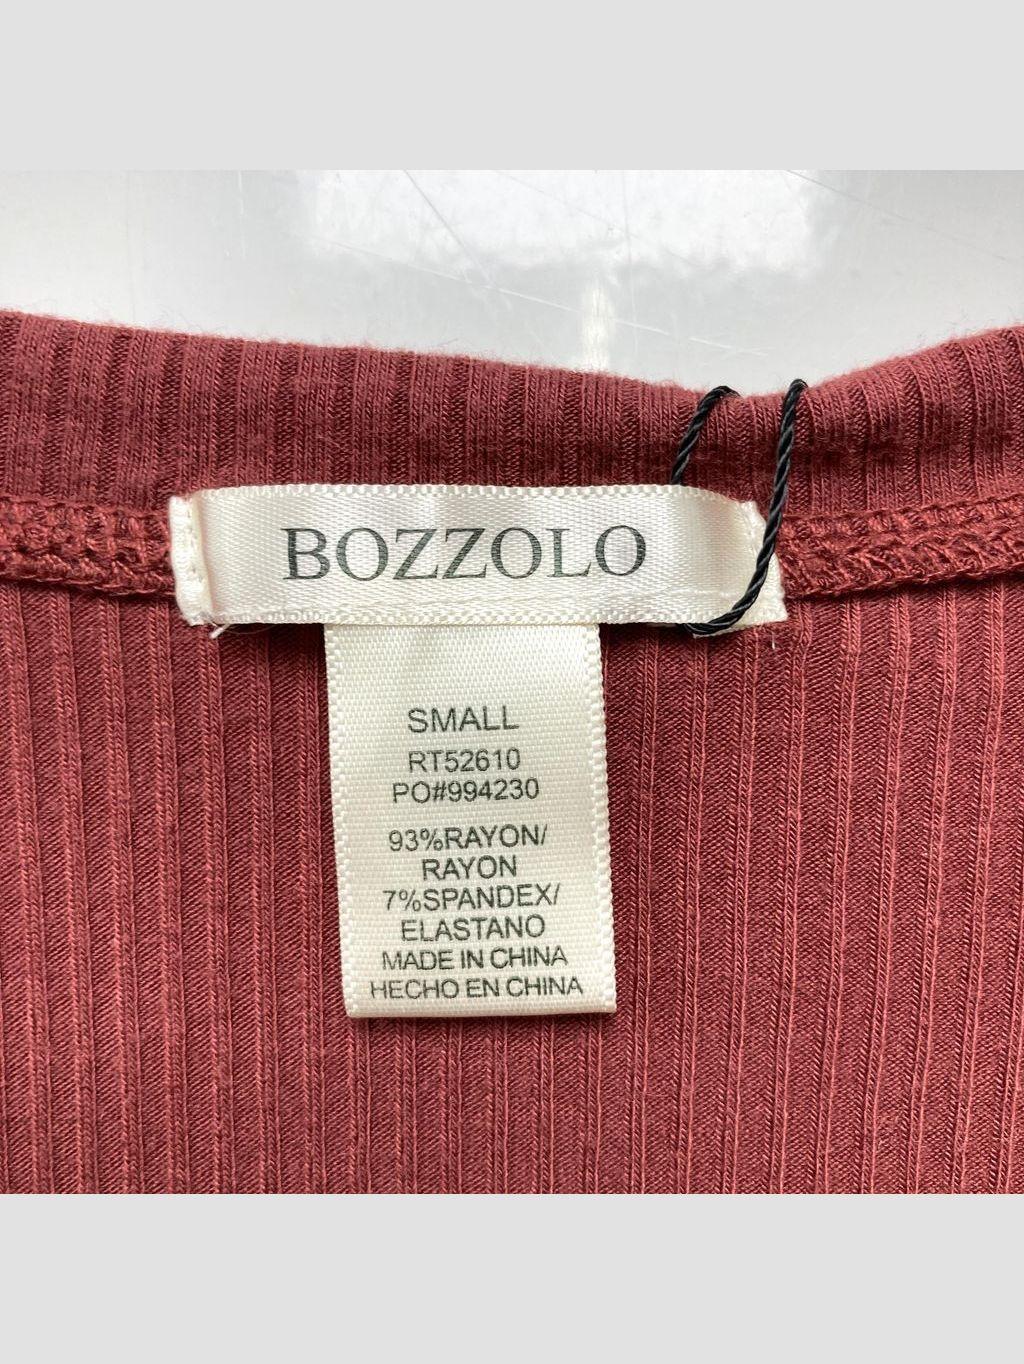 BOZZOLO
SMALL
RT52610
PO#994230
93%RAYON/
RAYON
7%SPANDEX/
ELASTANO
MADE IN CHINA
HECHO EN CHINA